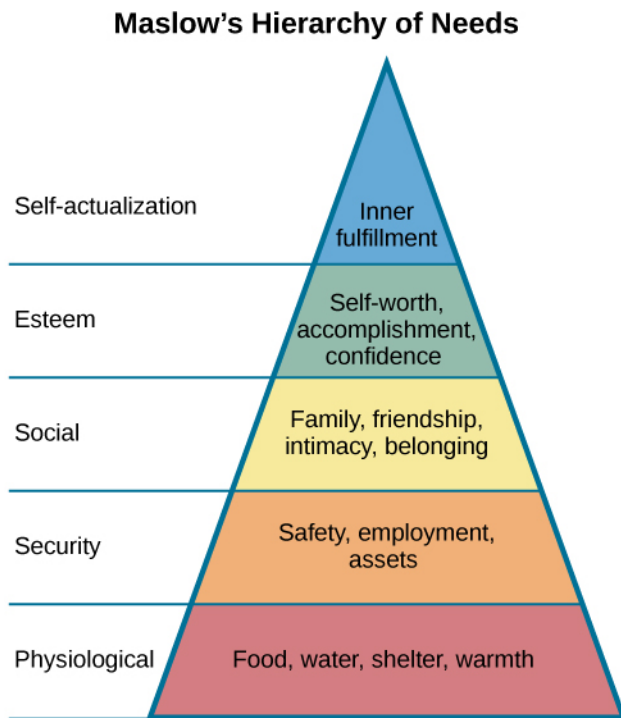 Maslow’s Hierarchy of Needs
Self-actualization
Inner
fulfillment
Esteem
Self-worth,
accomplishment,
confidence
Social
Family, friendship,
intimacy, belonging
Security
Safety, employment,
assets
Physiological
Food, water, shelter, warmth